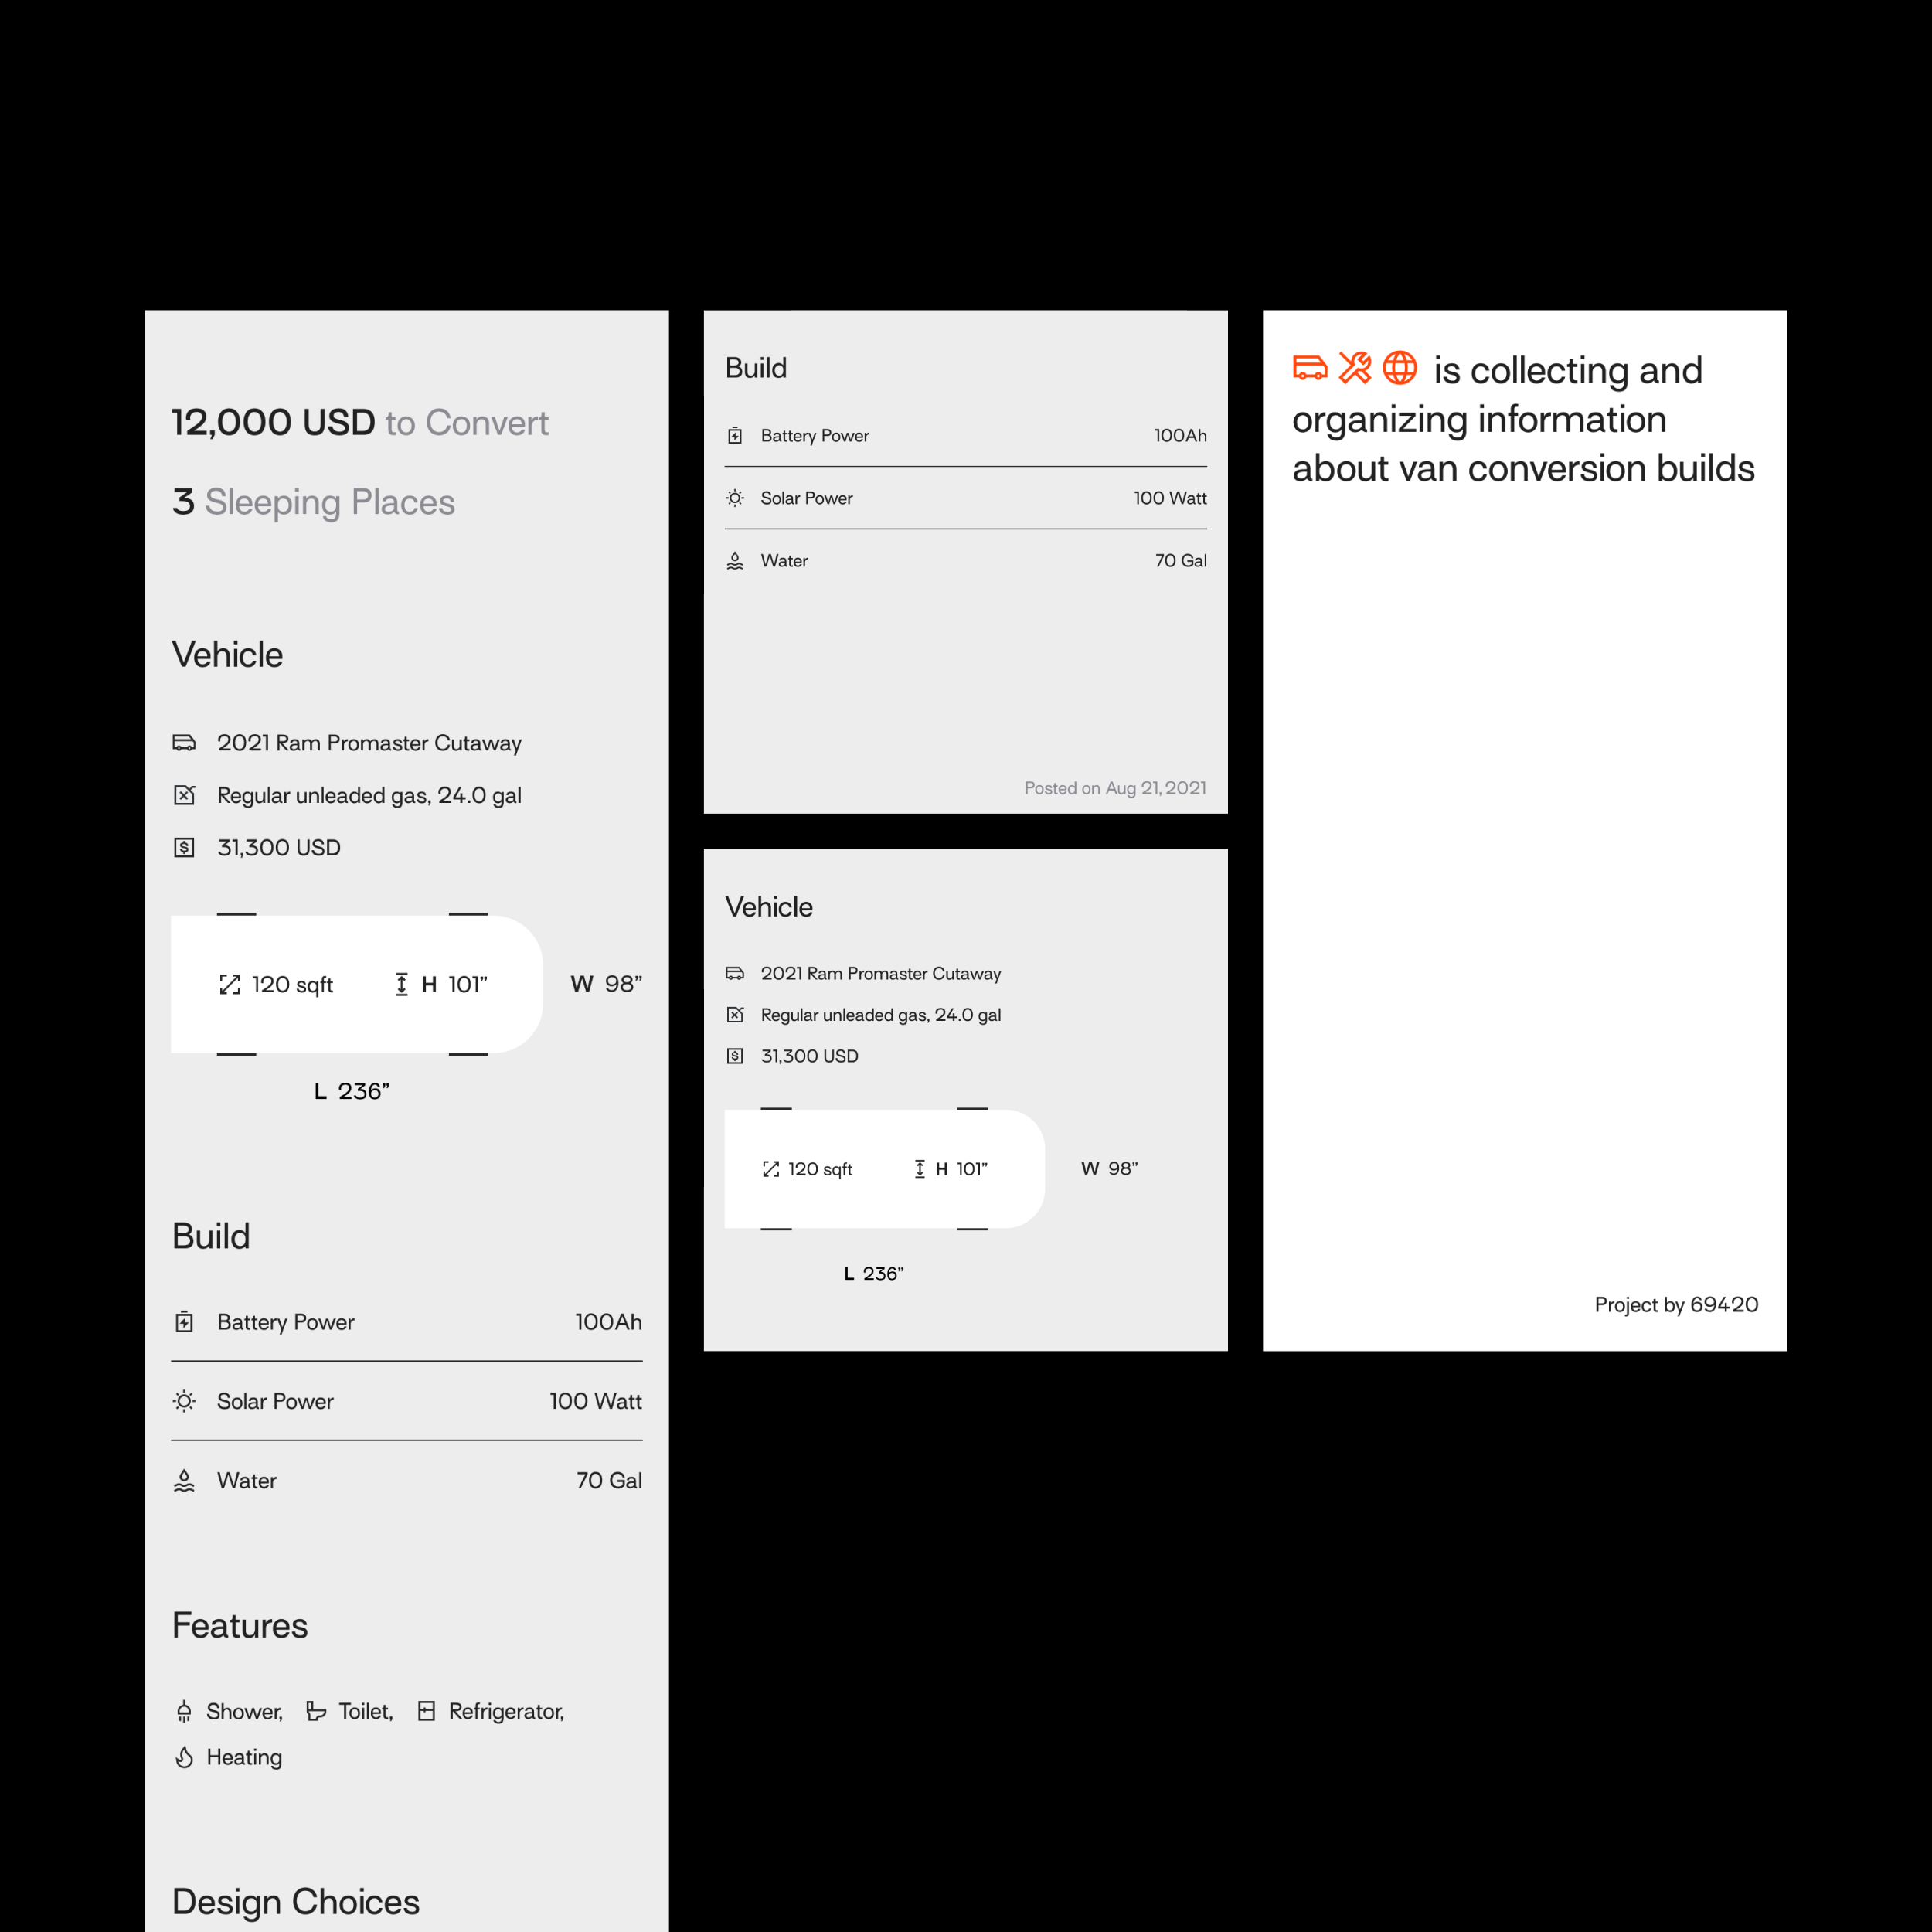 12,000 USD to Convert
3 Sleeping Places
Vehicle
2021 Ram Promaster Cutaway
Regular unleaded gas, 24.0 gal
31,300 USD
120 sqft H 101” W 98”
L 236”
Build
Battery Power 100Ah
Solar Power 100 Watt
Water 70 Gal
Features
Shower, Toilet, Refrigerator,
Heating
Design Choices
Build
Battery Power 100Ah
Solar Power 100 Watt
Water 70 Gal
Posted on Aug 21, 2021
Vehicle
2021 Ram Promaster Cutaway
Regular unleaded gas, 24.0 gal
31,300 USD
120 sqft H 101” W 98”
L 236”
is collecting and
organizing information
about van conversion builds
Project by 69420